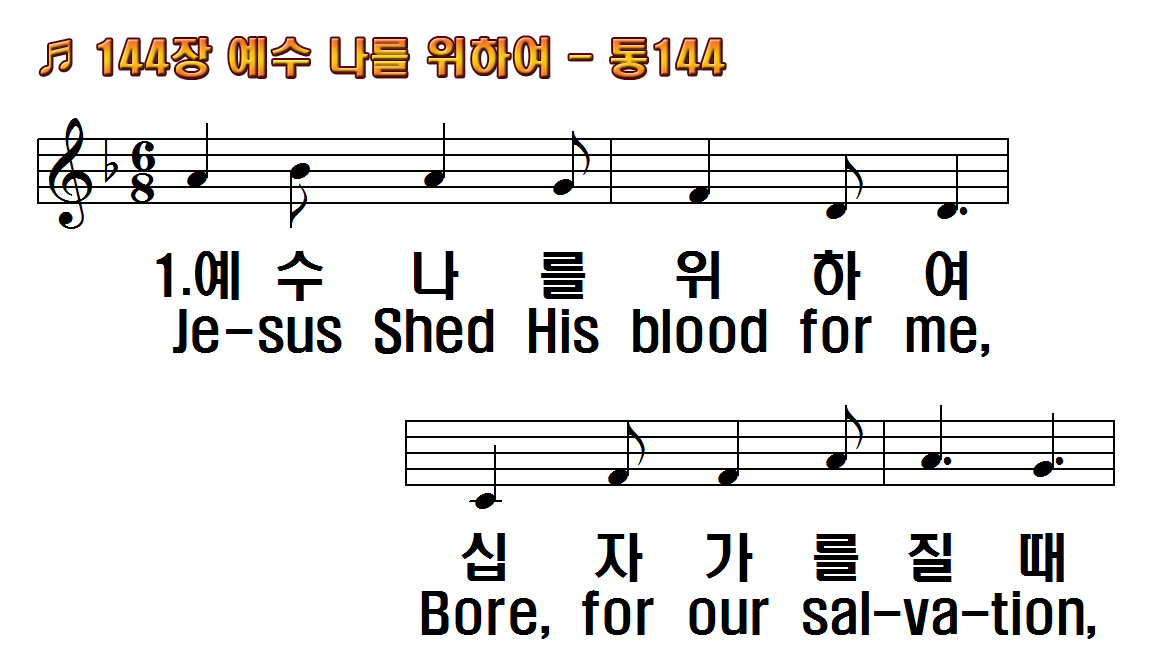 ♬ 144장 예수 나를 위하여 - 통144
6
8
1.예 수 나 를 위 하 여
Je-sus Shed His blood for me,
십 자 가 를 질 때
Bore, for our sal-va-tion,